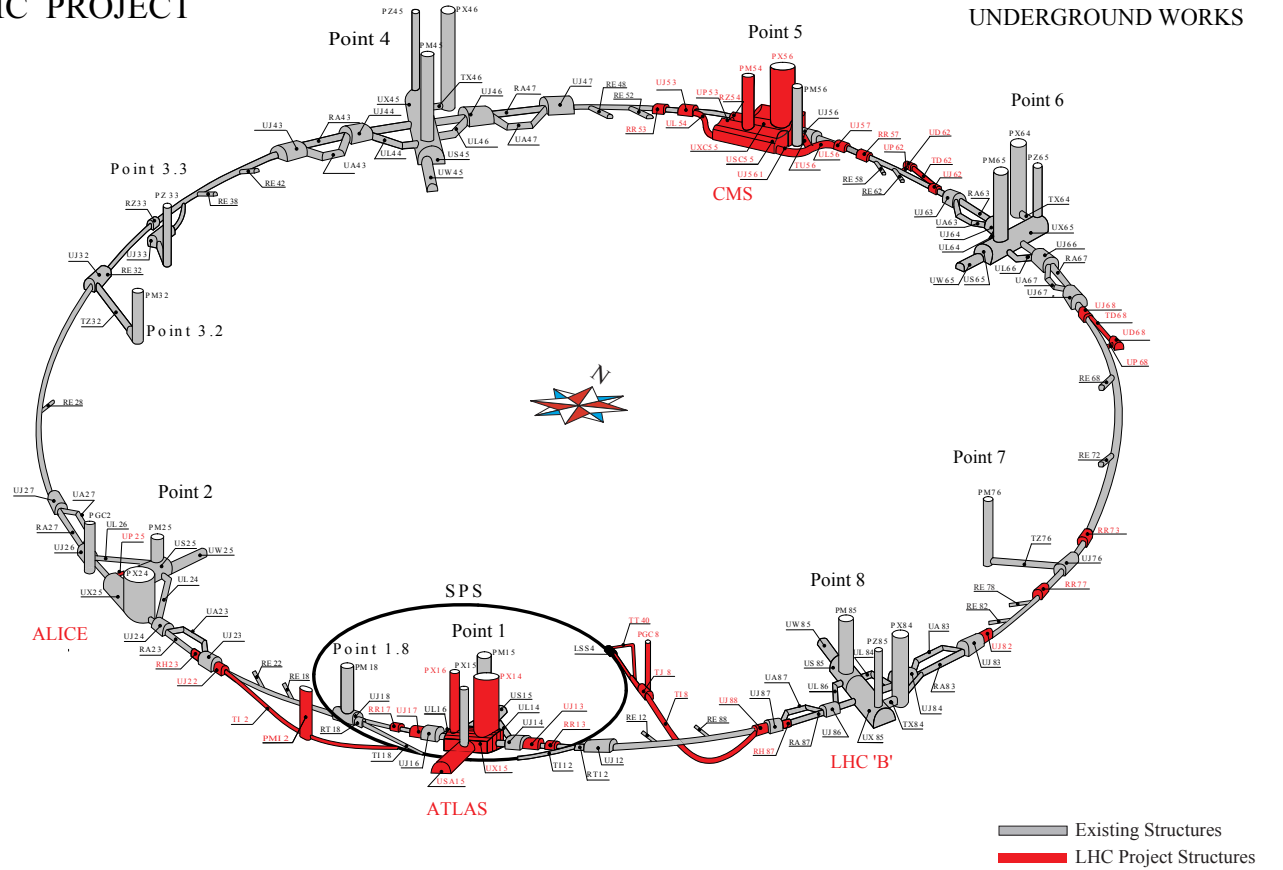 IC PROJECT
UNDERGROUND WORKS
Point 4
PZ45
PX46
PM45
TX46
UX45
UJ46
RA47
UJ47
RE48
RE52
UJ44
RA43
UJ43
UA43
UL44
UL46
UA47
US45
UW45
Point 5
PX56
PM54
UJ53
UP53
RZ54
PM56
RR53
UL54
UXC55
USC55
UJ561
TU56
UL56
UJ56
UJ57
RR57
CMS
RE58
RE62
UP62
UD62
TD62
UJ62
Point 6
PX64
PM65
PZ65
RA63
UJ63
UA63
UJ64
UL64
TX64
UX65
UJ66
RA67
UW65
US65
UL66
UA67
UJ67
UJ68
TD68
UD68
UP68
RE68
RE72
Point 3.3
PZ33
RZ33
RE42
RE38
UJ33
UJ32
RE32
PM32
TZ32
Point 3.2
N
RE28
Point 7
PM76
TZ76
RR73
UJ76
RR77
RE78
RE82
UJ82
Point 2
UJ27
UA27
PGC2
RA27
UL26
UP25
PM25
UJ26
US25
UW25
PX24
UX25
UL24
UA23
UJ24
RA23
UJ23
RH23
UJ22
ALICE
RE22
RE18
TI2
PMI2
SPS
Point 1
Point 1.8
PM18
PX16
PX15
PM15
PX14
UJ18
RR17
UJ17
UL16
US15
UL14
UJ14
UJ13
RR13
RT18
TI18
UJ16
USA15
UX15
TI12
RT12
UJ12
ATLAS
LSS4
TT40
PGC8
TJ8
TI8
RE12
RE88
UJ88
UJ87
UA87
RH87
RA87
UJ86
Point 8
PM85
UW85
PZ85
PX84
UL84
UA83
US85
UL86
UJ83
RA83
UJ84
TX84
UX85
LHC 'B'
Existing Structures
LHC Project Structures